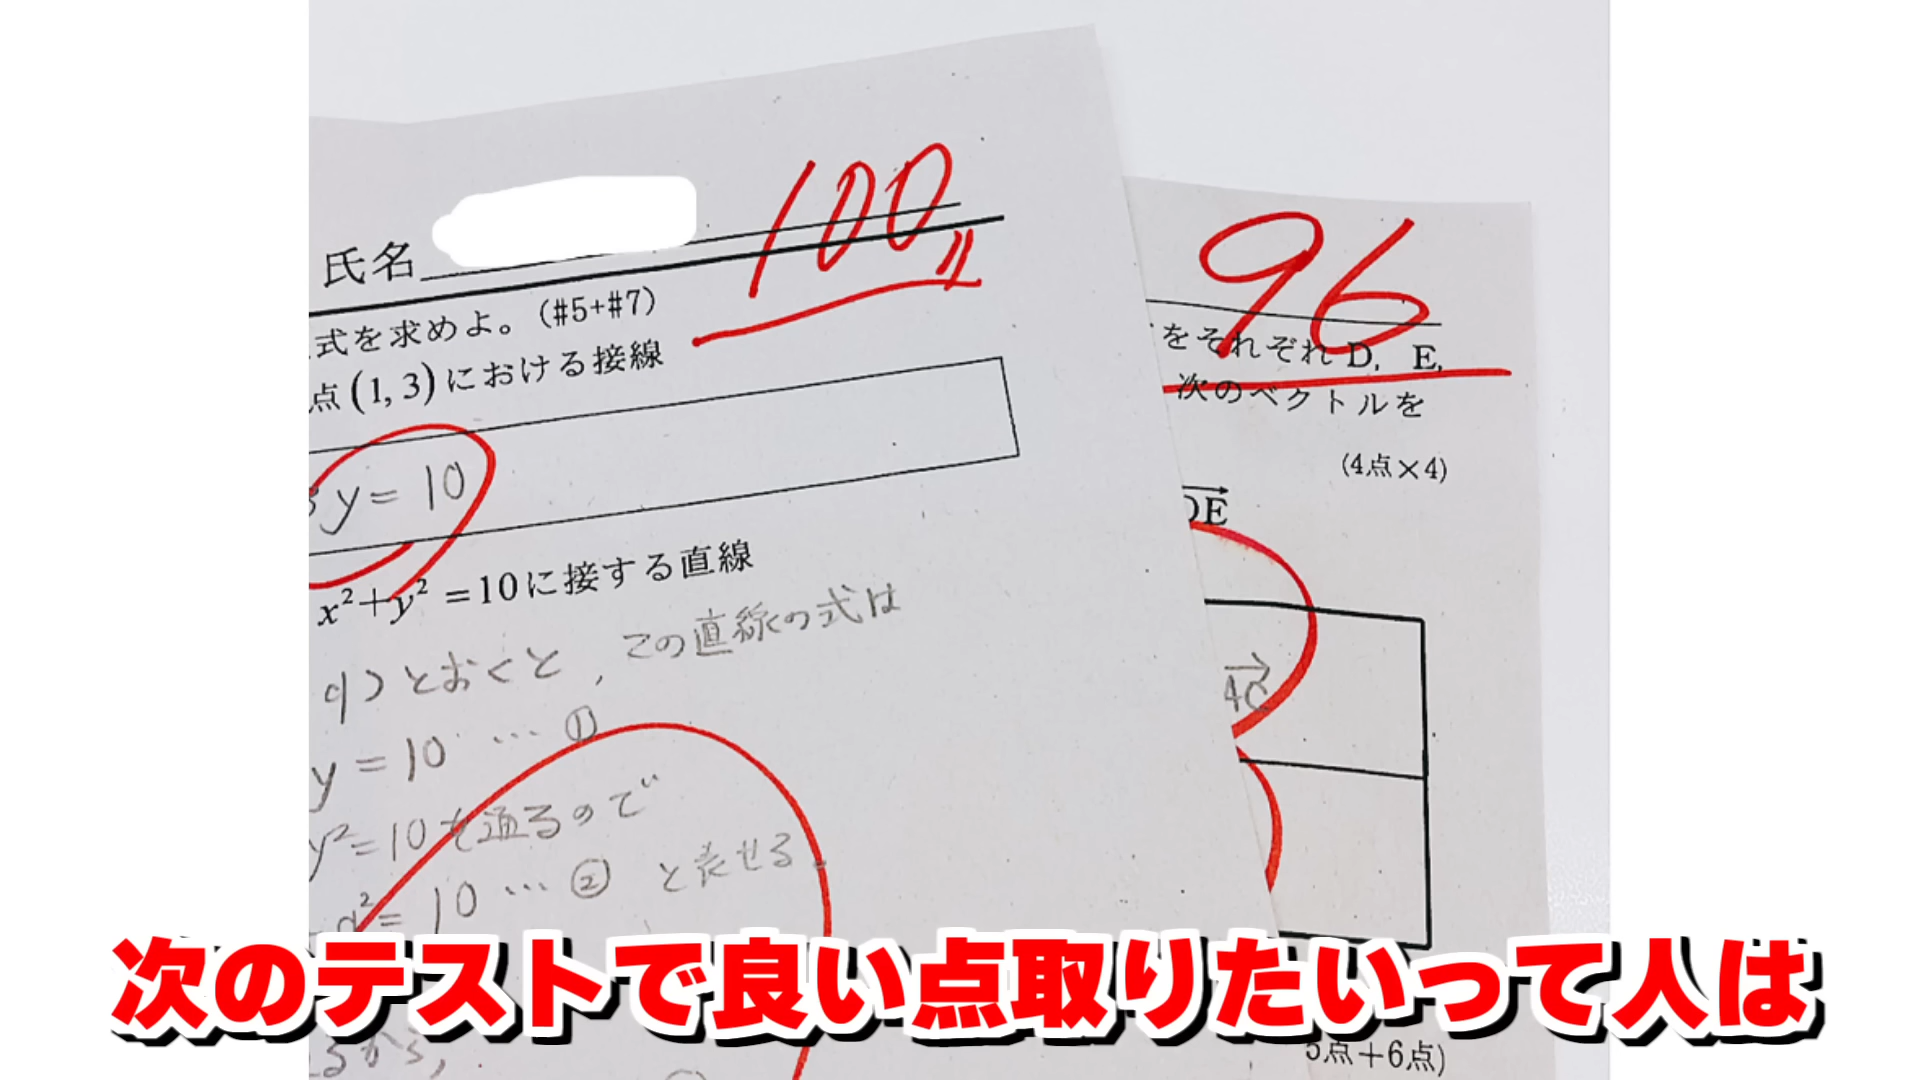 100
氏名
式を求めよ。(#5+#7)
点(1, 3)における接線
3y=10
x²+y²=10に接する直線
q)とおくと, この直線の式は
y=10 … ①
y²=10を通るので
q²=10 … ② と表せる.
るから,
96
をそれぞれ D, E,
次のベクトルを
(4点×4)
DE
AC
5点+6点)
次のテストで良い点取りたいって人は